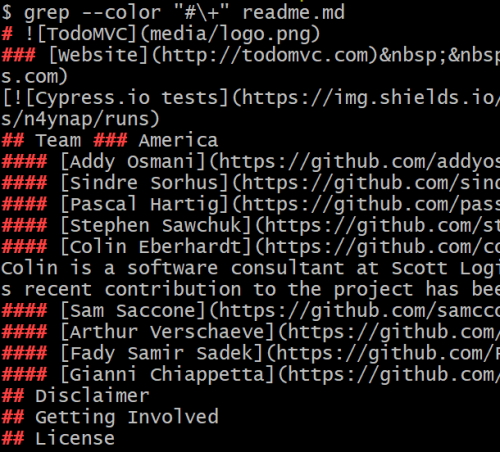 $ grep --color "#\+" readme.md
# ![TodoMVC](media/logo.png)
### [Website](http://todomvc.com)&nbsp;&nbsp
s.com)
[![Cypress.io tests](https://img.shields.io/
s/n4ynap/runs)
## Team ### America
#### [Addy Osmani](https://github.com/addyos
#### [Sindre Sorhus](https://github.com/sind
#### [Pascal Hartig](https://github.com/pass
#### [Stephen Sawchuk](https://github.com/st
#### [Colin Eberhardt](https://github.com/co
Colin is a software consultant at Scott Logi
s recent contribution to the project has bee
#### [Sam Saccone](https://github.com/samcco
#### [Arthur Verschaeve](https://github.com/
#### [Fady Samir Sadek](https://github.com/F
#### [Gianni Chiappetta](https://github.com/
## Disclaimer
## Getting Involved
## License